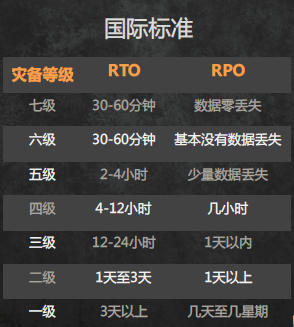 国际标准
灾备等级 RTO RPO
七级 30-60分钟 数据零丢失
六级 30-60分钟 基本没有数据丢失
五级 2-4小时 少量数据丢失
四级 4-12小时 几小时
三级 12-24小时 1天以内
二级 1天至3天 1天以上
一级 3天以上 几天至几星期